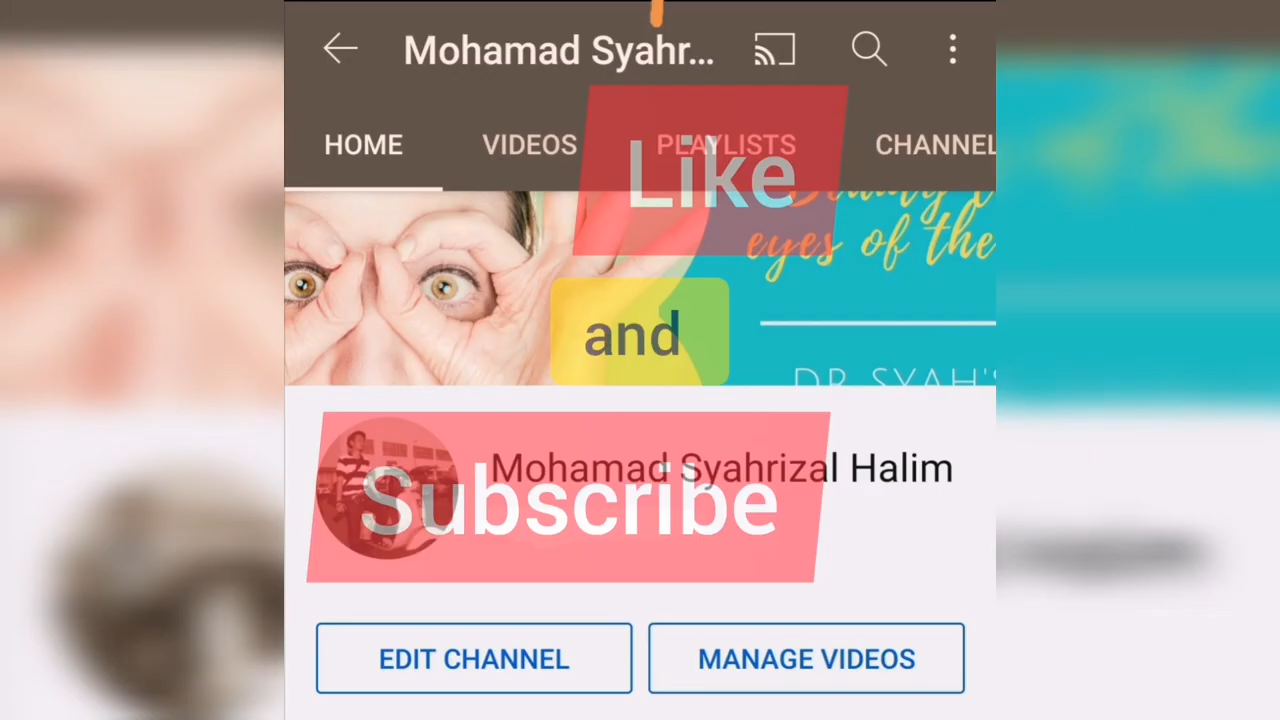 Mohamad Syahr...
HOME VIDEOS PLAYLISTS CHANNEL
Like
eyes of the
and
DR. SYAH'S
Mohamad Syahrizal Halim
Subscribe
EDIT CHANNEL MANAGE VIDEOS